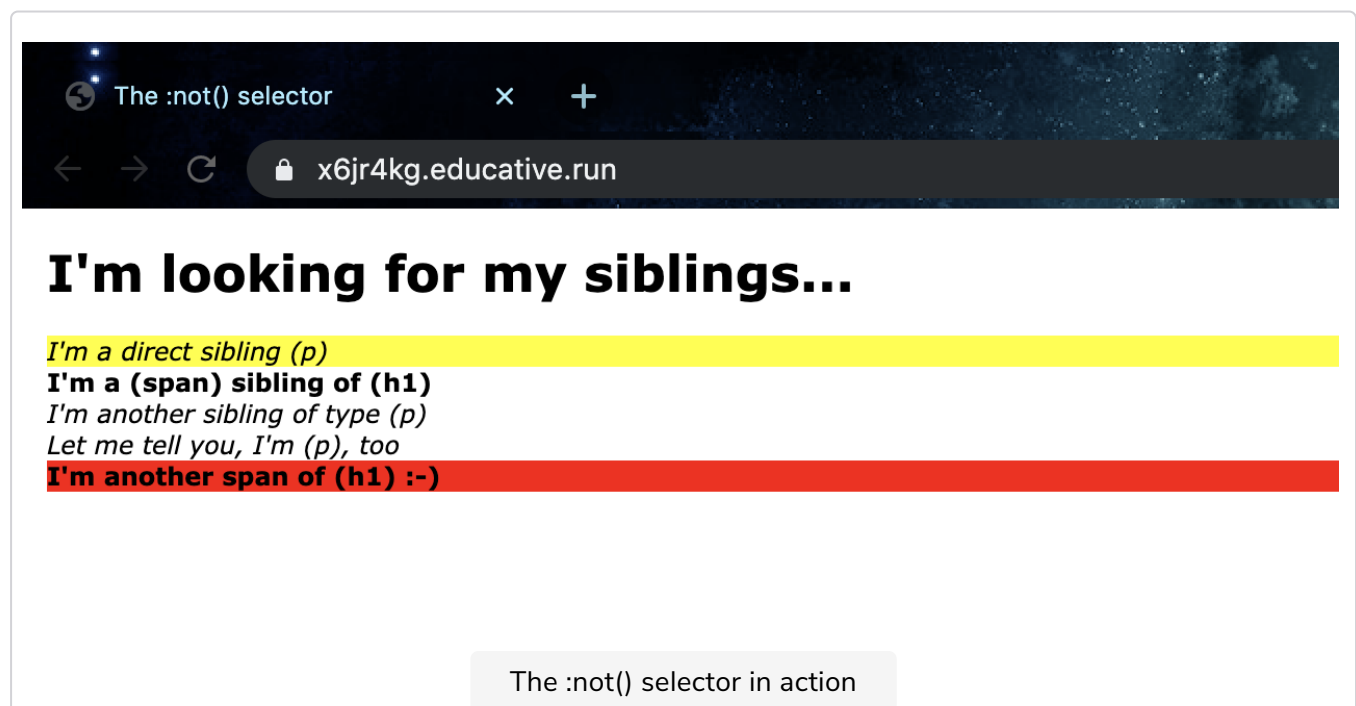 The :not() selector
x6jr4kg.educative.run
I'm looking for my siblings...
I'm a direct sibling (p)
I'm a (span) sibling of (h1)
I'm another sibling of type (p)
Let me tell you, I'm (p), too
I'm another span of (h1) :-)
The :not() selector in action